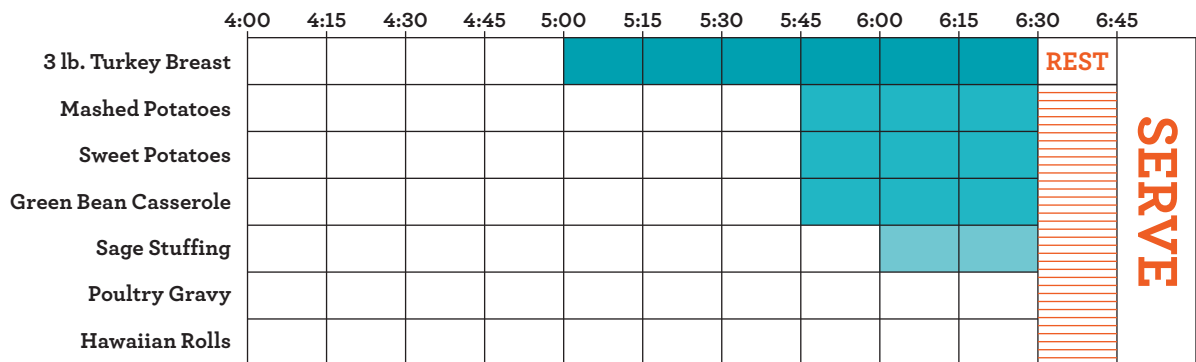 4:00 4:15 4:30 4:45 5:00 5:15 5:30 5:45 6:00 6:15 6:30 6:45
3 lb. Turkey Breast REST
Mashed Potatoes
Sweet Potatoes
Green Bean Casserole
Sage Stuffing
Poultry Gravy
Hawaiian Rolls
SERVE